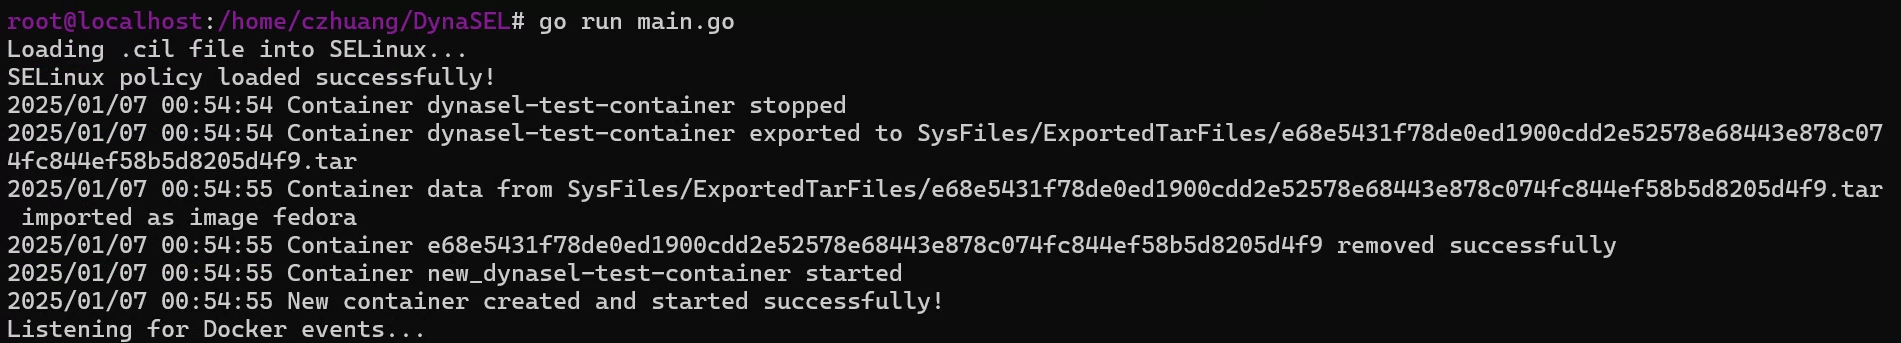 root@localhost:/home/czhuang/DynaSEL# go run main.go
Loading .cil file into SELinux...
SELinux policy loaded successfully!
2025/01/07 00:54:54 Container dynasel-test-container stopped
2025/01/07 00:54:54 Container dynasel-test-container exported to SysFiles/ExportedTarFiles/e68e5431f78de0ed1900cdd2e52578e68443e878c07
4fc844ef58b5d8205d4f9.tar
2025/01/07 00:54:55 Container data from SysFiles/ExportedTarFiles/e68e5431f78de0ed1900cdd2e52578e68443e878c074fc844ef58b5d8205d4f9.tar
 imported as image fedora
2025/01/07 00:54:55 Container e68e5431f78de0ed1900cdd2e52578e68443e878c074fc844ef58b5d8205d4f9 removed successfully
2025/01/07 00:54:55 Container new_dynasel-test-container started
2025/01/07 00:54:55 New container created and started successfully!
Listening for Docker events...